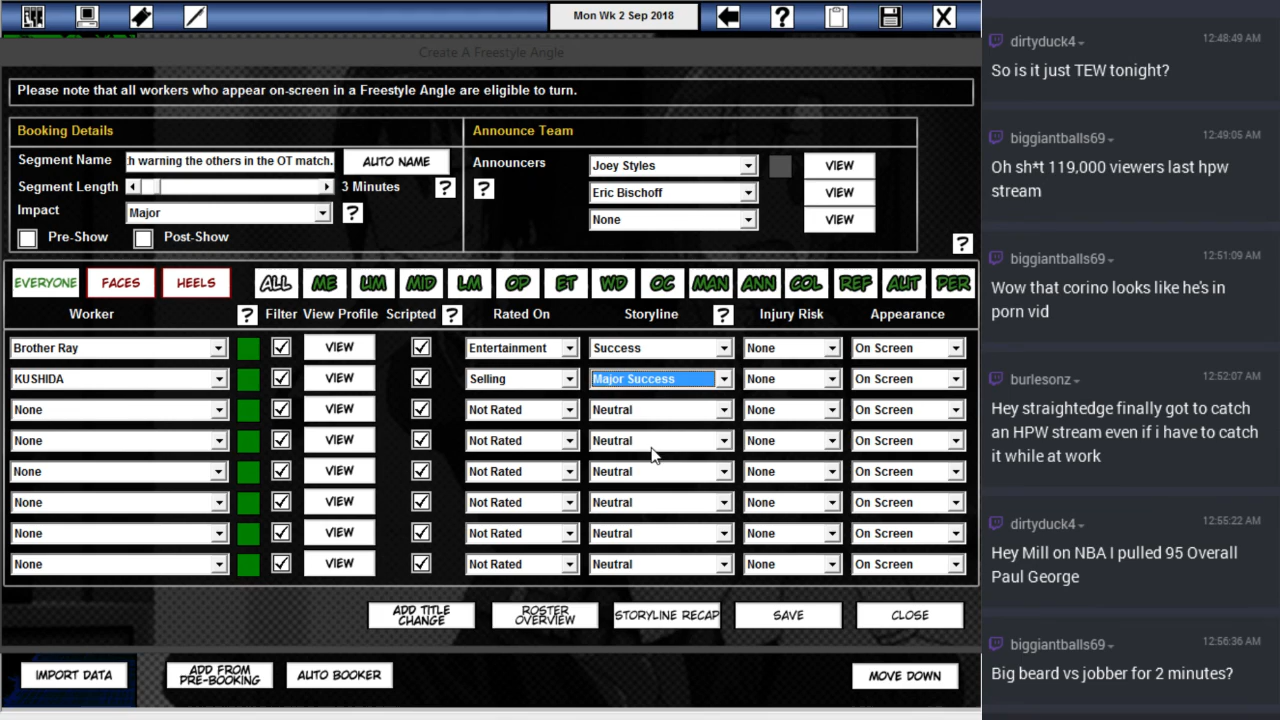 Mon Wk 2 Sep 2018
?
X
Create A Freestyle Angle
Please note that all workers who appear on-screen in a Freestyle Angle are eligible to turn.
Booking Details
Segment Name h warning the others in the OT match. AUTO NAME
Segment Length 3 Minutes ?
Impact Major ?
Pre-Show Post-Show
Announce Team
Announcers Joey Styles VIEW
? Eric Bischoff VIEW
None VIEW
?
EVERYONE FACES HEELS ALL ME UM MID LM OP ET WD OC MAN ANN COL REF AUT PER
Worker ? Filter View Profile Scripted ? Rated On Storyline ? Injury Risk Appearance
Brother Ray VIEW Entertainment Success None On Screen
KUSHIDA VIEW Selling Major Success None On Screen
None VIEW Not Rated Neutral None On Screen
None VIEW Not Rated Neutral None On Screen
None VIEW Not Rated Neutral None On Screen
None VIEW Not Rated Neutral None On Screen
None VIEW Not Rated Neutral None On Screen
None VIEW Not Rated Neutral None On Screen
ADD TITLE CHANGE ROSTER OVERVIEW STORYLINE RECAP SAVE CLOSE
IMPORT DATA ADD FROM PRE-BOOKING AUTO BOOKER MOVE DOWN
dirtyduck4 12:48:49 AM
So is it just TEW tonight?
biggiantballs69 12:49:05 AM
Oh sh*t 119,000 viewers last hpw
stream
biggiantballs69 12:51:09 AM
Wow that corino looks like he's in
porn vid
burlesonz 12:52:07 AM
Hey straightedge finally got to catch
an HPW stream even if i have to catch
it while at work
dirtyduck4 12:55:22 AM
Hey Mill on NBA I pulled 95 Overall
Paul George
biggiantballs69 12:56:36 AM
Big beard vs jobber for 2 minutes?